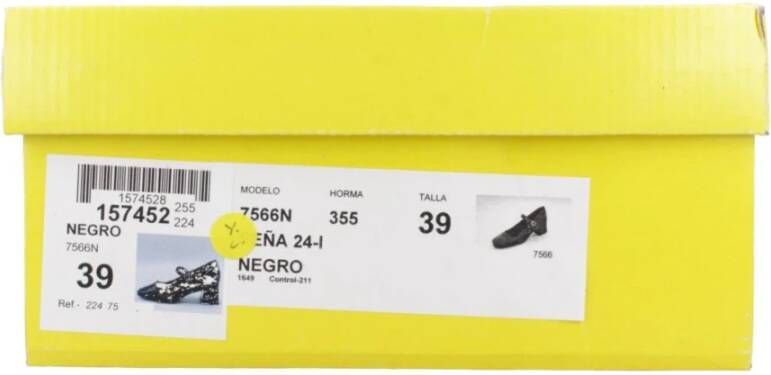 1574528
157452 255
224
NEGRO
7566N
39
Ref.- 224 75
MODELO HORMA TALLA
7566N 355 39
EÑA 24-I
NEGRO
1649 Control-211
7566